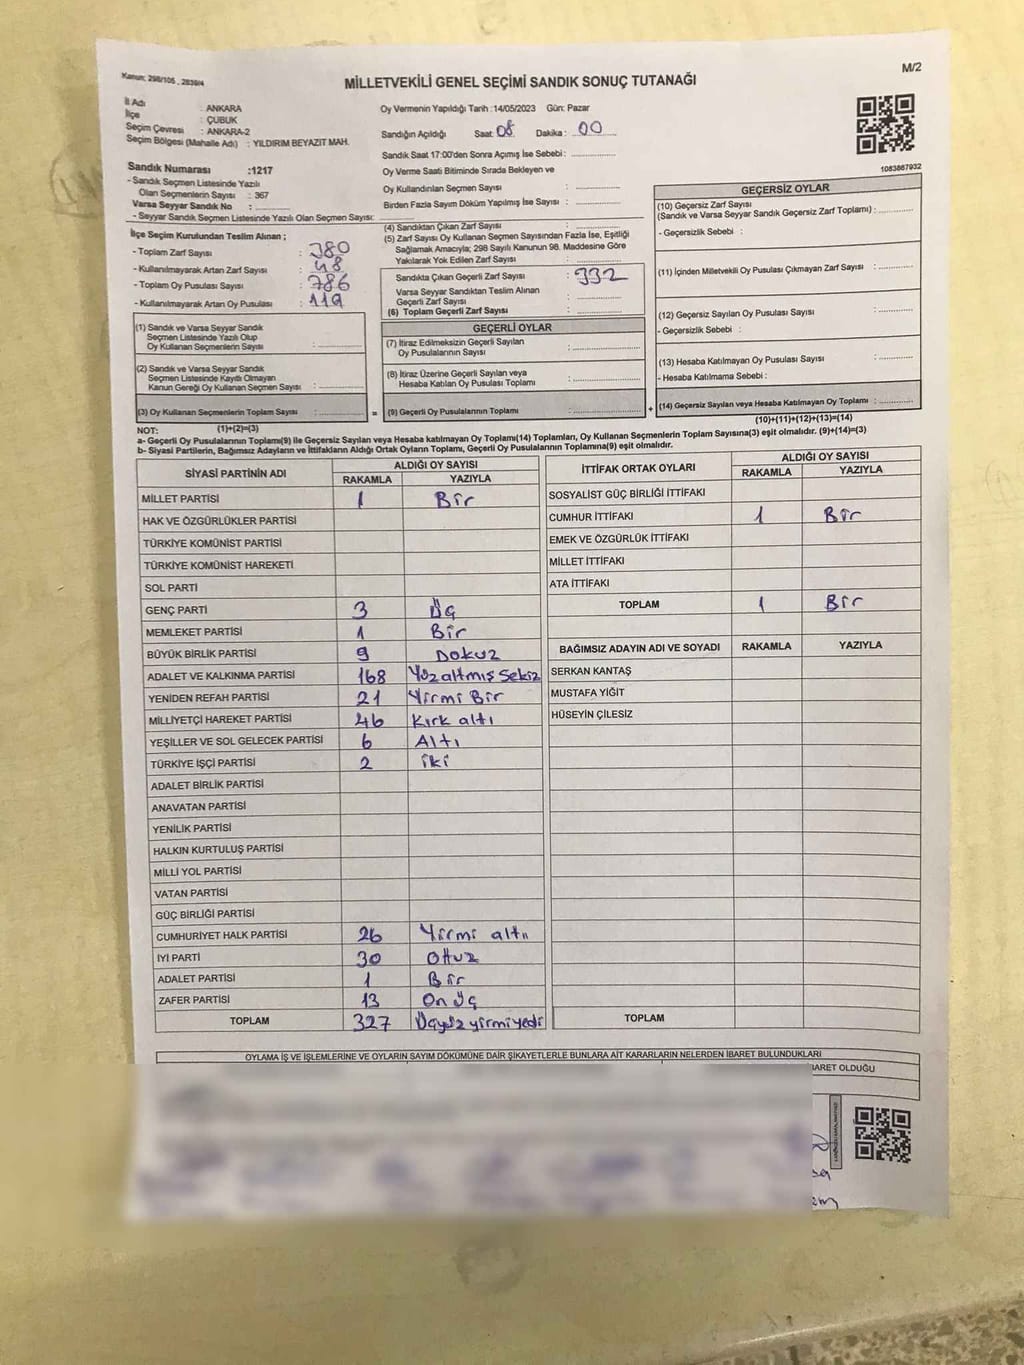 Kanun: 298/105 , 2839/4
MİLLETVEKİLİ GENEL SEÇİMİ SANDIK SONUÇ TUTANAĞI
M/2
İl Adı : ANKARA
İlçe : ÇUBUK
Seçim Çevresi : ANKARA-2
Seçim Bölgesi (Mahalle Adı) : YILDIRIM BEYAZIT MAH.
Sandık Numarası :1217
- Sandık Seçmen Listesinde Yazılı
Olan Seçmenlerin Sayısı : 367
Varsa Seyyar Sandık No :
- Seyyar Sandık Seçmen Listesinde Yazılı Olan Seçmen Sayısı:
Oy Vermenin Yapıldığı Tarih :14/05/2023 Gün: Pazar
Sandığın Açıldığı Saat: 08 Dakika : 00
Sandık Saat 17:00'den Sonra Açılmış İse Sebebi :
Oy Verme Saati Bitiminde Sırada Bekleyen ve
Oy Kullandırılan Seçmen Sayısı :
Birden Fazla Sayım Döküm Yapılmış İse Sayısı :
1083867932
İlçe Seçim Kurulundan Teslim Alınan ;
- Toplam Zarf Sayısı : 380
- Kullanılmayarak Artan Zarf Sayısı : 48
- Toplam Oy Pusulası Sayısı : 786
- Kullanılmayarak Artan Oy Pusulası : 119
(4) Sandıktan Çıkan Zarf Sayısı :
(5) Zarf Sayısı Oy Kullanan Seçmen Sayısından Fazla İse, Eşitliği
Sağlamak Amacıyla; 298 Sayılı Kanunun 98. Maddesine Göre
Yakılarak Yok Edilen Zarf Sayısı :
Sandıkta Çıkan Geçerli Zarf Sayısı : 332
Varsa Seyyar Sandıktan Teslim Alınan
Geçerli Zarf Sayısı :
(6) Toplam Geçerli Zarf Sayısı :
GEÇERSİZ OYLAR
(10) Geçersiz Zarf Sayısı
(Sandık ve Varsa Seyyar Sandık Geçersiz Zarf Toplamı) :
- Geçersizlik Sebebi :
(11) İçinden Milletvekili Oy Pusulası Çıkmayan Zarf Sayısı :
(12) Geçersiz Sayılan Oy Pusulası Sayısı :
- Geçersizlik Sebebi :
(13) Hesaba Katılmayan Oy Pusulası Sayısı :
- Hesaba Katılmama Sebebi :
(14) Geçersiz Sayılan veya Hesaba Katılmayan Oy Toplamı :
(1) Sandık ve Varsa Seyyar Sandık
Seçmen Listesinde Yazılı Olup
Oy Kullanan Seçmenlerin Sayısı :
(2) Sandık ve Varsa Seyyar Sandık
Seçmen Listesinde Kayıtlı Olmayan
Kanun Gereği Oy Kullanan Seçmen Sayısı :
(3) Oy Kullanan Seçmenlerin Toplam Sayısı :
=
GEÇERLİ OYLAR
(7) İtiraz Edilmeksizin Geçerli Sayılan
Oy Pusulalarının Sayısı :
(8) İtiraz Üzerine Geçerli Sayılan veya
Hesaba Katılan Oy Pusulası Toplamı :
(9) Geçerli Oy Pusulalarının Toplamı :
+
NOT: (1)+(2)=(3)
(10)+(11)+(12)+(13)=(14)
a- Geçerli Oy Pusulalarının Toplamı(9) ile Geçersiz Sayılan veya Hesaba katılmayan Oy Toplamı(14) Toplamları, Oy Kullanan Seçmenlerin Toplam Sayısına(3) eşit olmalıdır. (9)+(14)=(3)
b- Siyasi Partilerin, Bağımsız Adayların ve İttifakların Aldığı Ortak Oyların Toplamı, Geçerli Oy Pusulalarının Toplamına(9) eşit olmalıdır.
SİYASİ PARTİNİN ADI ALDIĞI OY SAYISI
RAKAMLA YAZIYLA
MİLLET PARTİSİ 1 Bir
HAK VE ÖZGÜRLÜKLER PARTİSİ
TÜRKİYE KOMÜNİST PARTİSİ
TÜRKİYE KOMÜNİST HAREKETİ
SOL PARTİ
GENÇ PARTİ 3 Üç
MEMLEKET PARTİSİ 1 Bir
BÜYÜK BİRLİK PARTİSİ 9 Dokuz
ADALET VE KALKINMA PARTİSİ 168 Yüzaltmış Sekiz
YENİDEN REFAH PARTİSİ 21 Yirmi Bir
MİLLİYETÇİ HAREKET PARTİSİ 46 Kırk altı
YEŞİLLER VE SOL GELECEK PARTİSİ 6 Altı
TÜRKİYE İŞÇİ PARTİSİ 2 iki
ADALET BİRLİK PARTİSİ
ANAVATAN PARTİSİ
YENİLİK PARTİSİ
HALKIN KURTULUŞ PARTİSİ
MİLLİ YOL PARTİSİ
VATAN PARTİSİ
GÜÇ BİRLİĞİ PARTİSİ
CUMHURİYET HALK PARTİSİ 26 Yirmi altı
İYİ PARTİ 30 Otuz
ADALET PARTİSİ 1 Bir
ZAFER PARTİSİ 13 On üç
TOPLAM 327 Üçyüz yirmiyedi
İTTİFAK ORTAK OYLARI ALDIĞI OY SAYISI
RAKAMLA YAZIYLA
SOSYALİST GÜÇ BİRLİĞİ İTTİFAKI
CUMHUR İTTİFAKI 1 Bir
EMEK VE ÖZGÜRLÜK İTTİFAKI
MİLLET İTTİFAKI
ATA İTTİFAKI
TOPLAM 1 Bir
BAĞIMSIZ ADAYIN ADI VE SOYADI RAKAMLA YAZIYLA
SERKAN KANTAŞ
MUSTAFA YİĞİT
HÜSEYİN ÇİLESİZ
TOPLAM
OYLAMA İŞ VE İŞLEMLERİNE VE OYLARIN SAYIM DÖKÜMÜNE DAİR ŞİKAYETLERLE BUNLARA AİT KARARLARIN NELERDEN İBARET BULUNDUKLARI
İBARET OLDUĞU